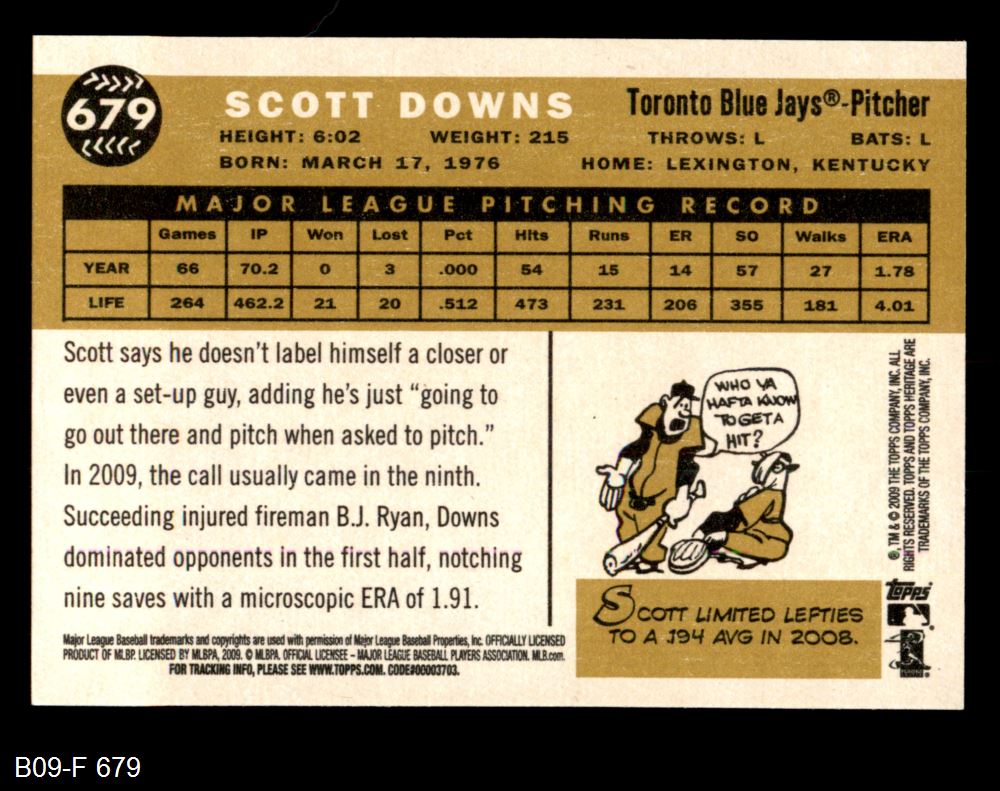 679
SCOTT DOWNS
Toronto Blue Jays®-Pitcher
HEIGHT: 6:02 WEIGHT: 215 THROWS: L BATS: L
BORN: MARCH 17, 1976 HOME: LEXINGTON, KENTUCKY
MAJOR LEAGUE PITCHING RECORD
Games IP Won Lost Pct Hits Runs ER SO Walks ERA
YEAR 66 70.2 0 3 .000 54 15 14 57 27 1.78
LIFE 264 462.2 21 20 .512 473 231 206 355 181 4.01
Scott says he doesn't label himself a closer or
even a set-up guy, adding he's just "going to
go out there and pitch when asked to pitch."
In 2009, the call usually came in the ninth.
Succeeding injured fireman B.J. Ryan, Downs
dominated opponents in the first half, notching
nine saves with a microscopic ERA of 1.91.
Major League Baseball trademarks and copyrights are used with permission of Major League Baseball Properties, Inc. OFFICIALLY LICENSED
PRODUCT OF MLBP. LICENSED BY MLBPA, 2009. © MLBPA. OFFICIAL LICENSEE – MAJOR LEAGUE BASEBALL PLAYERS ASSOCIATION. MLB.com.
FOR TRACKING INFO, PLEASE SEE WWW.TOPPS.COM. CODE#00003703.
WHO YA
HAFTA KNOW
TO GET A
HIT?
SCOTT LIMITED LEFTIES
TO A .194 AVG IN 2008.
®, TM & © 2009 THE TOPPS COMPANY, INC. ALL
RIGHTS RESERVED. TOPPS AND TOPPS HERITAGE ARE
TRADEMARKS OF THE TOPPS COMPANY, INC.
Topps
B09-F 679